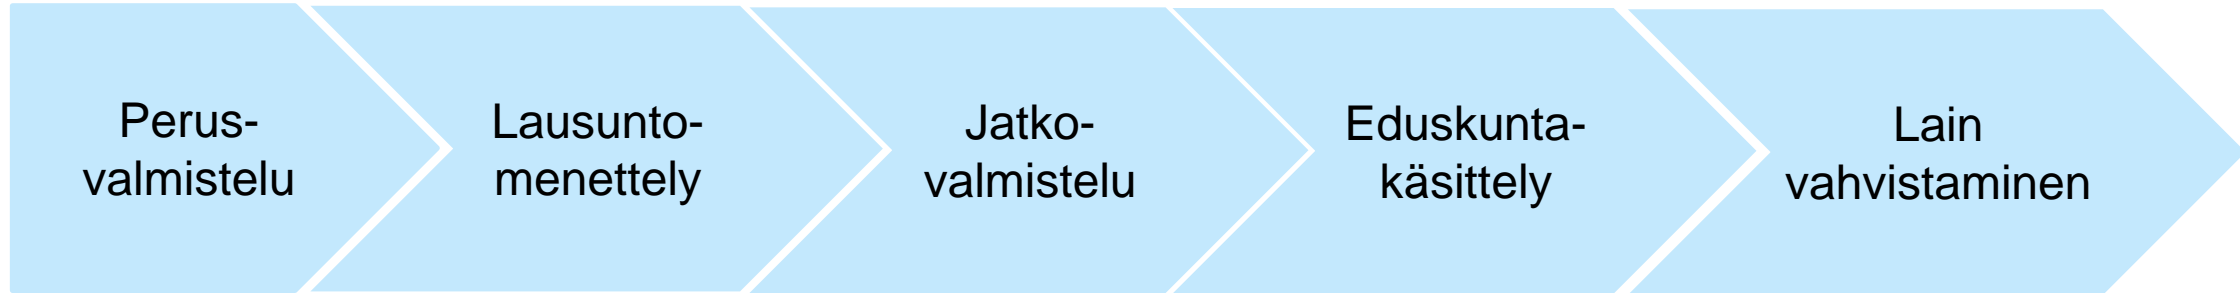 Perus-
valmistelu
Lausunto-
menettely
Jatko-
valmistelu
Eduskunta-
käsittely
Lain
vahvistaminen